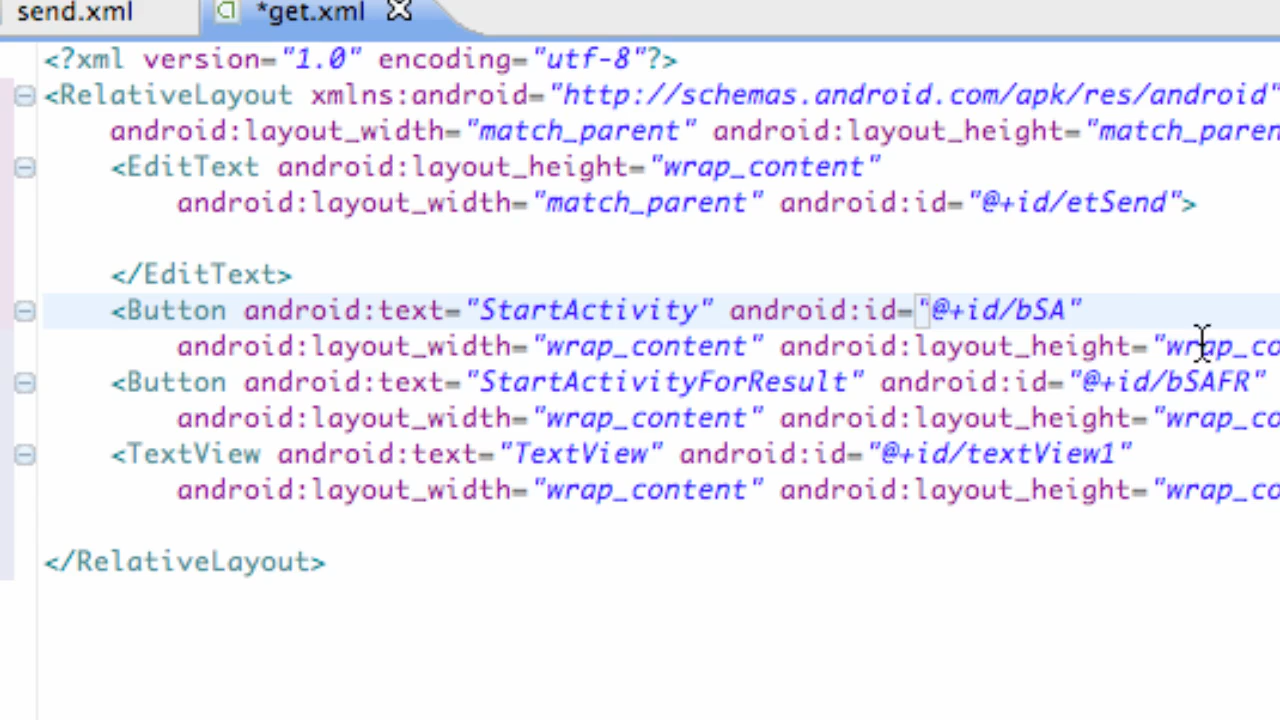 send.xml
*get.xml
<?xml version="1.0" encoding="utf-8"?>
<RelativeLayout xmlns:android="http://schemas.android.com/apk/res/android"
android:layout_width="match_parent" android:layout_height="match_paren
<EditText android:layout_height="wrap_content"
android:layout_width="match_parent" android:id="@+id/etSend">
</EditText>
<Button android:text="StartActivity" android:id="@+id/bSA"
android:layout_width="wrap_content" android:layout_height="wrap_co
<Button android:text="StartActivityForResult" android:id="@+id/bSAFR"
android:layout_width="wrap_content" android:layout_height="wrap_co
<TextView android:text="TextView" android:id="@+id/textView1"
android:layout_width="wrap_content" android:layout_height="wrap_co
</RelativeLayout>